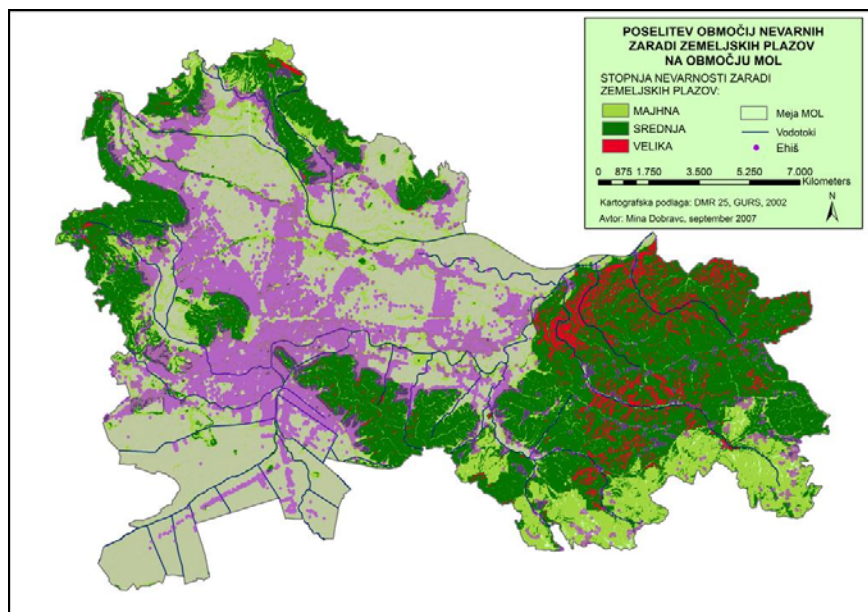 POSELITEV OBMOČIJ NEVARNIH
ZARADI ZEMELJSKIH PLAZOV
NA OBMOČJU MOL
STOPNJA NEVARNOSTI ZARADI
ZEMELJSKIH PLAZOV:
MAJHNA
SREDNJA
VELIKA
Meja MOL
Vodotoki
Ehiš
0 875 1.750 3.500 5.250 7.000
Kilometers
Kartografska podlaga: DMR 25, GURS, 2002
Avtor: Mina Dobravc, september 2007
N